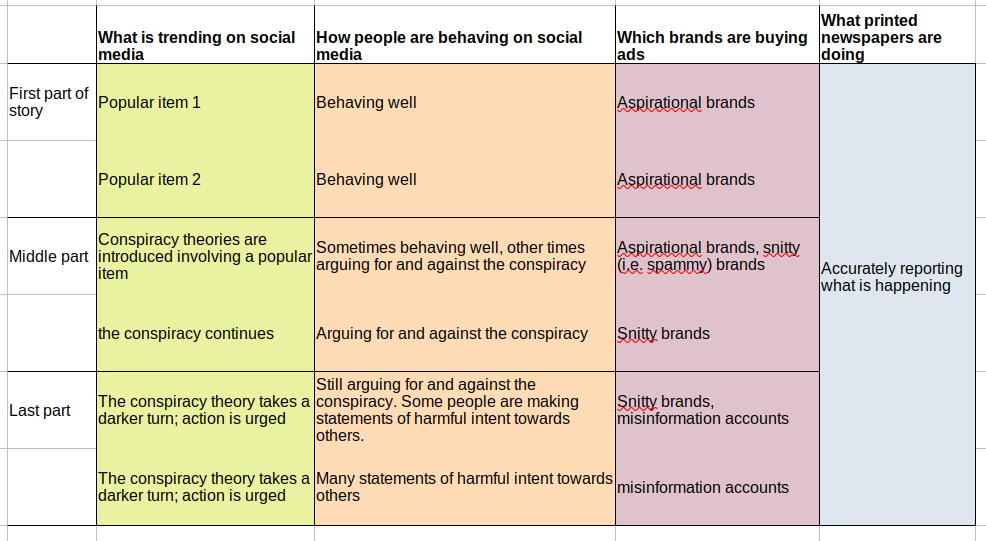 What is trending on social
media
How people are behaving on social
media
Which brands are buying
ads
What printed
newspapers are
doing
First part of
story
Popular item 1
Behaving well
Aspirational brands
Popular item 2
Behaving well
Aspirational brands
Middle part
Conspiracy theories are
introduced involving a popular
item
Sometimes behaving well, other times
arguing for and against the conspiracy
Aspirational brands, snitty
(i.e. spammy) brands
Accurately reporting
what is happening
the conspiracy continues
Arguing for and against the conspiracy
Snitty brands
Last part
The conspiracy theory takes a
darker turn; action is urged
Still arguing for and against the
conspiracy. Some people are making
statements of harmful intent towards
others.
Snitty brands,
misinformation accounts
The conspiracy theory takes a
darker turn; action is urged
Many statements of harmful intent towards
others
misinformation accounts